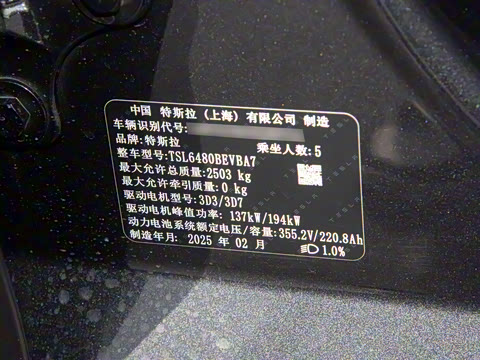 中国 特斯拉(上海)有限公司 制造
车辆识别代号:
品牌:特斯拉 乘坐人数:5
整车型号:TSL6480BEVBA7
最大允许总质量:2503 kg
最大允许牵引质量:0 kg
驱动电机型号:3D3/3D7
驱动电机峰值功率:137kW/194kW
动力电池系统额定电压/容量:355.2V/220.8Ah
制造年月:2025 年 02 月 1.0%